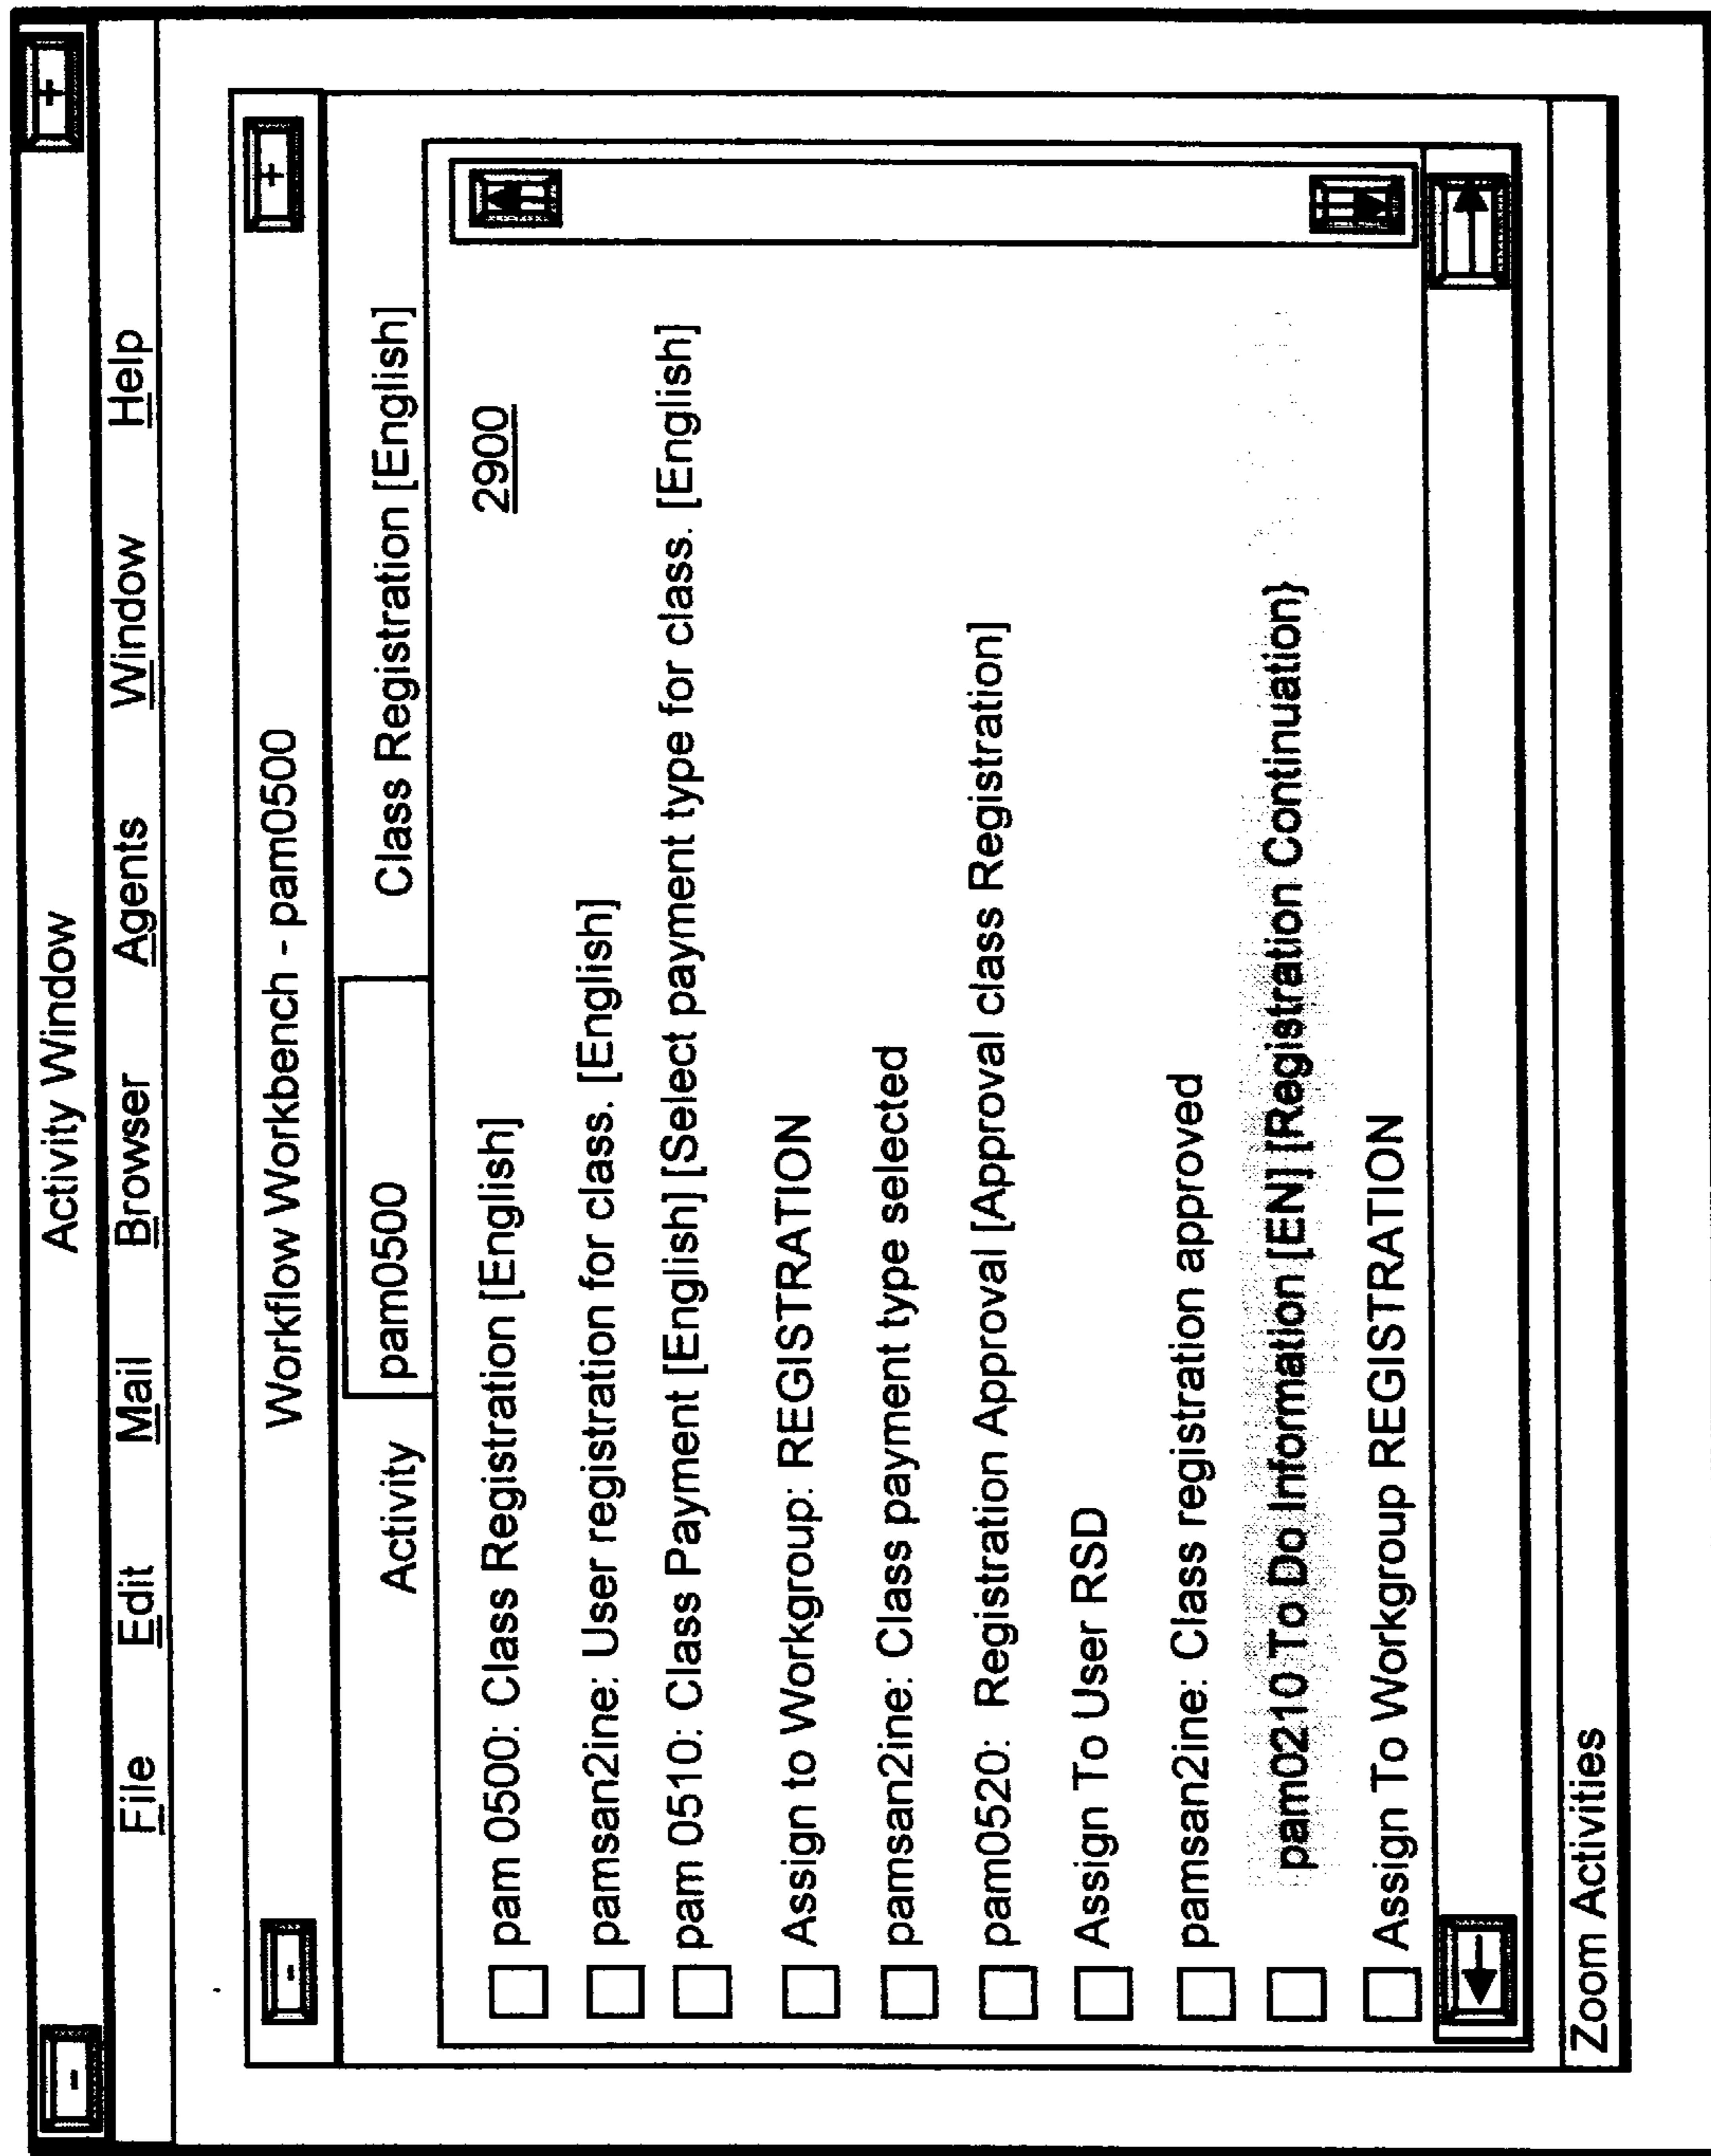 Activity Window
File Edit Mail Browser Agents Window Help
Workflow Workbench - pam0500
Activity pam0500 Class Registration [English]
2900
pam 0500: Class Registration [English]
pamsan2ine: User registration for class. [English]
pam 0510: Class Payment [English] [Select payment type for class. [English]
Assign to Workgroup: REGISTRATION
pamsan2ine: Class payment type selected
pam0520: Registration Approval [Approval class Registration]
Assign To User RSD
pamsan2ine: Class registration approved
pam0210 To Do Information [EN] [Registration Continuation}
Assign To Workgroup REGISTRATION
Zoom Activities